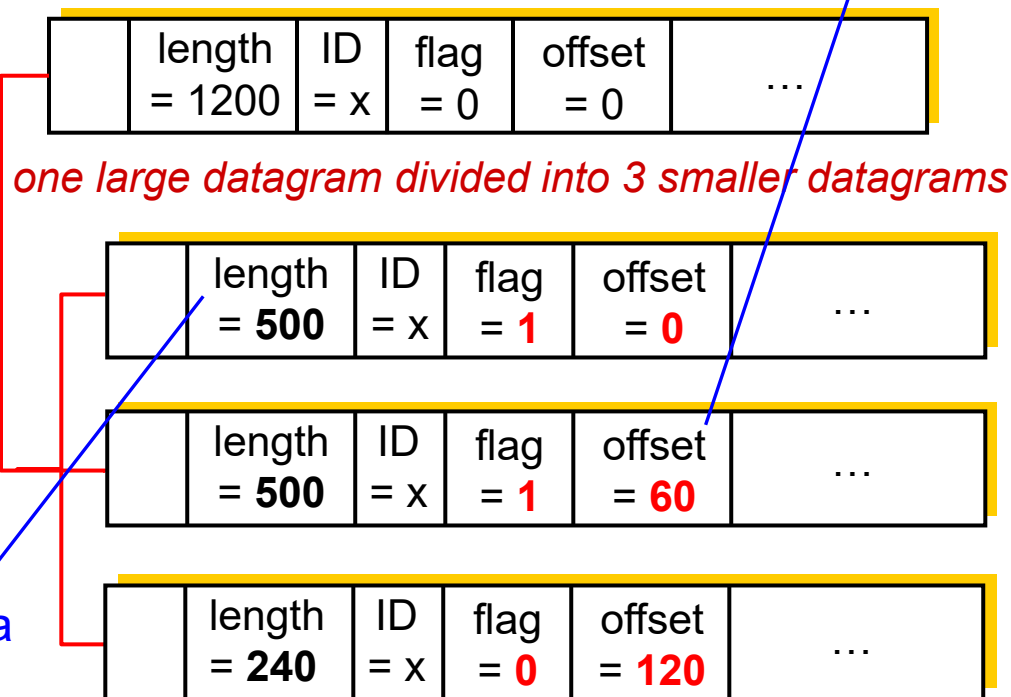 length ID flag offset ...
= 1200 = x = 0 = 0
one large datagram divided into 3 smaller datagrams
length ID flag offset ...
= 500 = x = 1 = 0
length ID flag offset ...
= 500 = x = 1 = 60
a
length ID flag offset ...
= 240 = x = 0 = 120